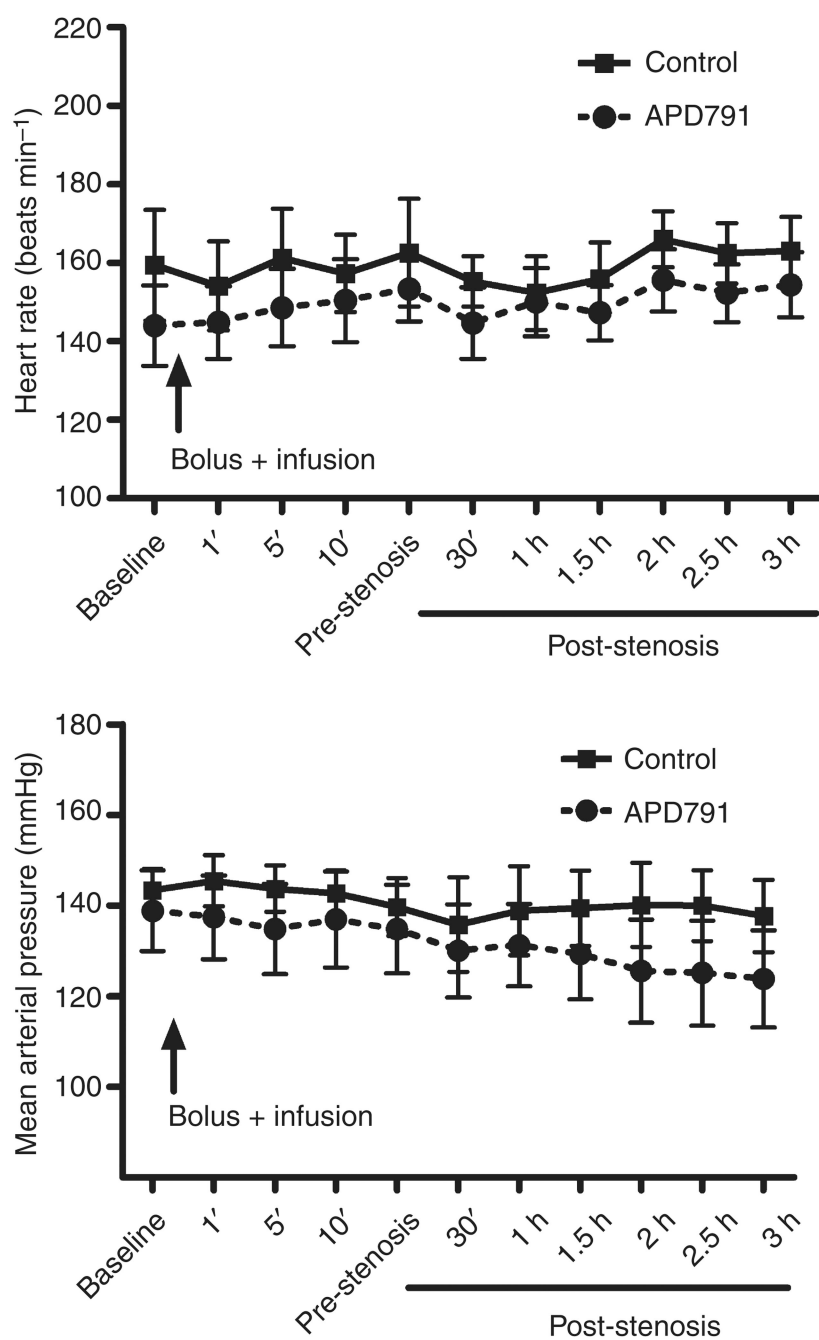 220
200
180
160
140
120
100
Heart rate (beats min⁻¹)
Control
APD791
Bolus + infusion
Baseline
1′
5′
10′
Pre-stenosis
30′
1 h
1.5 h
2 h
2.5 h
3 h
Post-stenosis
180
160
140
120
100
Mean arterial pressure (mmHg)
Control
APD791
Bolus + infusion
Baseline
1′
5′
10′
Pre-stenosis
30′
1 h
1.5 h
2 h
2.5 h
3 h
Post-stenosis